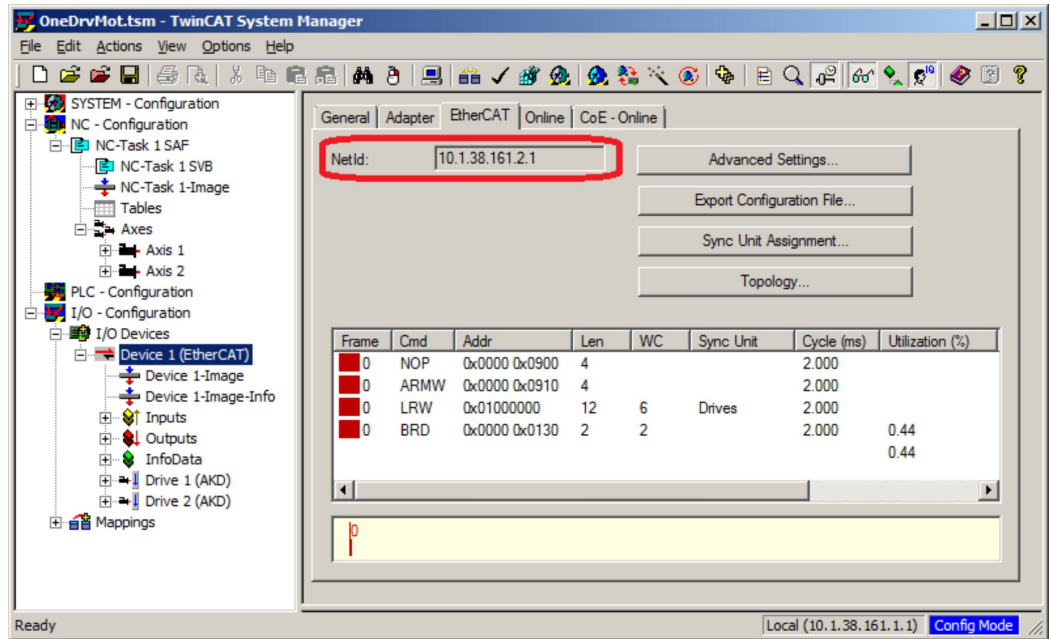 OneDrvMot.tsm - TwinCAT System Manager
File Edit Actions View Options Help
SYSTEM - Configuration
NC - Configuration
NC-Task 1 SAF
NC-Task 1 SVB
NC-Task 1-Image
Tables
Axes
Axis 1
Axis 2
PLC - Configuration
I/O - Configuration
I/O Devices
Device 1 (EtherCAT)
Device 1-Image
Device 1-Image-Info
Inputs
Outputs
InfoData
Drive 1 (AKD)
Drive 2 (AKD)
Mappings
General Adapter EtherCAT Online CoE - Online
NetId: 10.1.38.161.2.1
Advanced Settings...
Export Configuration File...
Sync Unit Assignment...
Topology...
Frame Cmd Addr Len WC Sync Unit Cycle (ms) Utilization (%)
0 NOP 0x0000 0x0900 4 2.000
0 ARMW 0x0000 0x0910 4 2.000
0 LRW 0x01000000 12 6 Drives 2.000
0 BRD 0x0000 0x0130 2 2 2.000 0.44
0.44
0
Ready Local (10.1.38.161.1.1) Config Mode